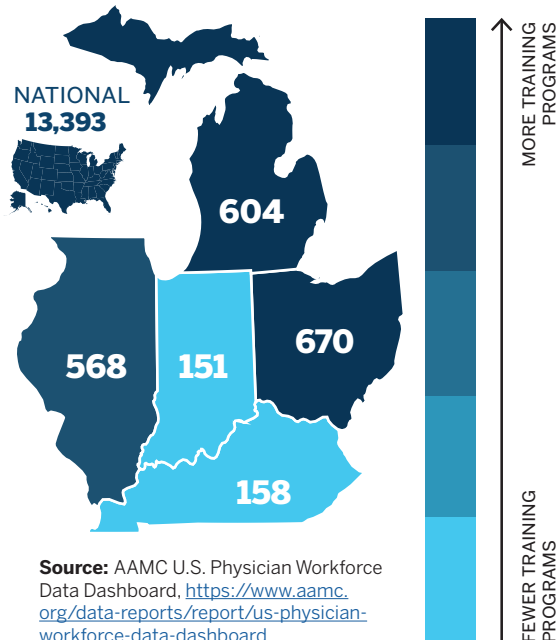 NATIONAL
13,393
604
568
151
670
158
MORE TRAINING
PROGRAMS
FEWER TRAINING
PROGRAMS
Source: AAMC U.S. Physician Workforce
Data Dashboard, https://www.aamc.
org/data-reports/report/us-physician-
workforce-data-dashboard